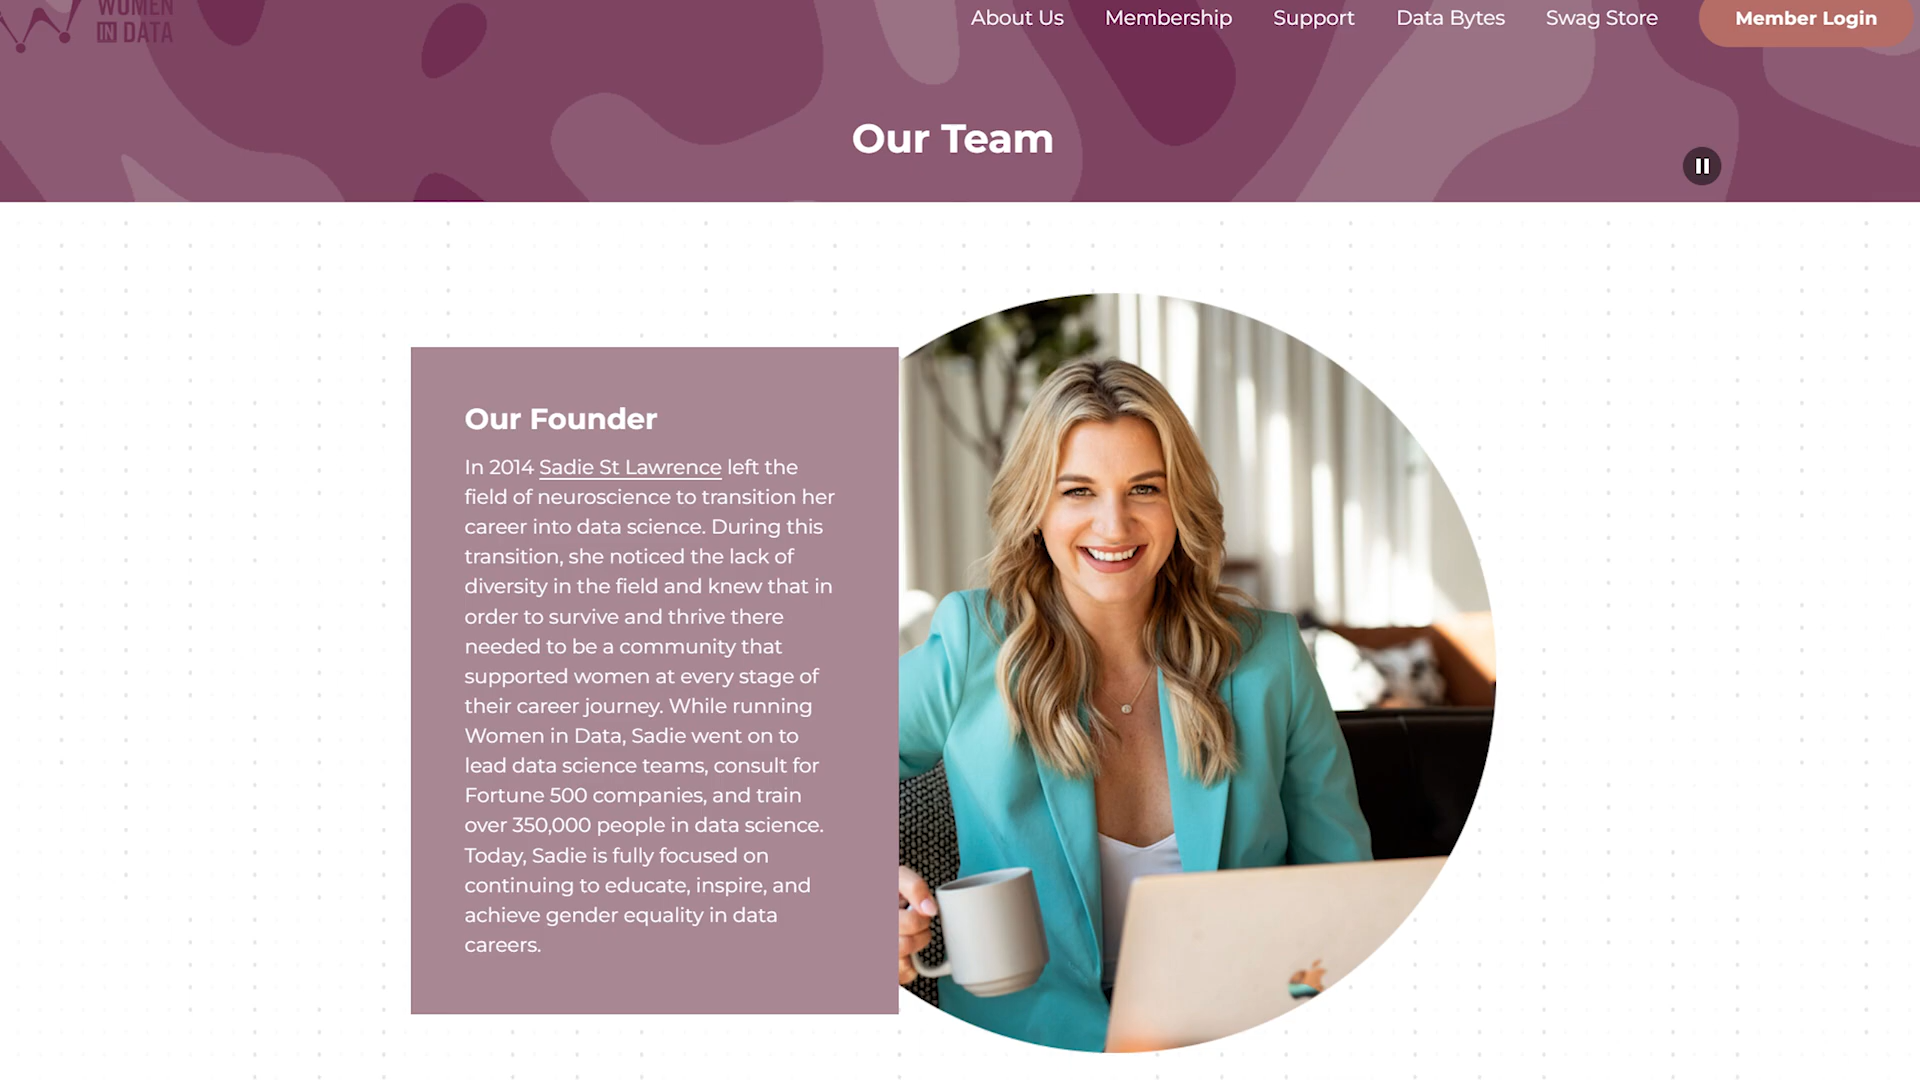 WOMEN
IN DATA
About Us
Membership
Support
Data Bytes
Swag Store
Member Login
Our Team
Our Founder
In 2014 Sadie St Lawrence left the
field of neuroscience to transition her
career into data science. During this
transition, she noticed the lack of
diversity in the field and knew that in
order to survive and thrive there
needed to be a community that
supported women at every stage of
their career journey. While running
Women in Data, Sadie went on to
lead data science teams, consult for
Fortune 500 companies, and train
over 350,000 people in data science.
Today, Sadie is fully focused on
continuing to educate, inspire, and
achieve gender equality in data
careers.